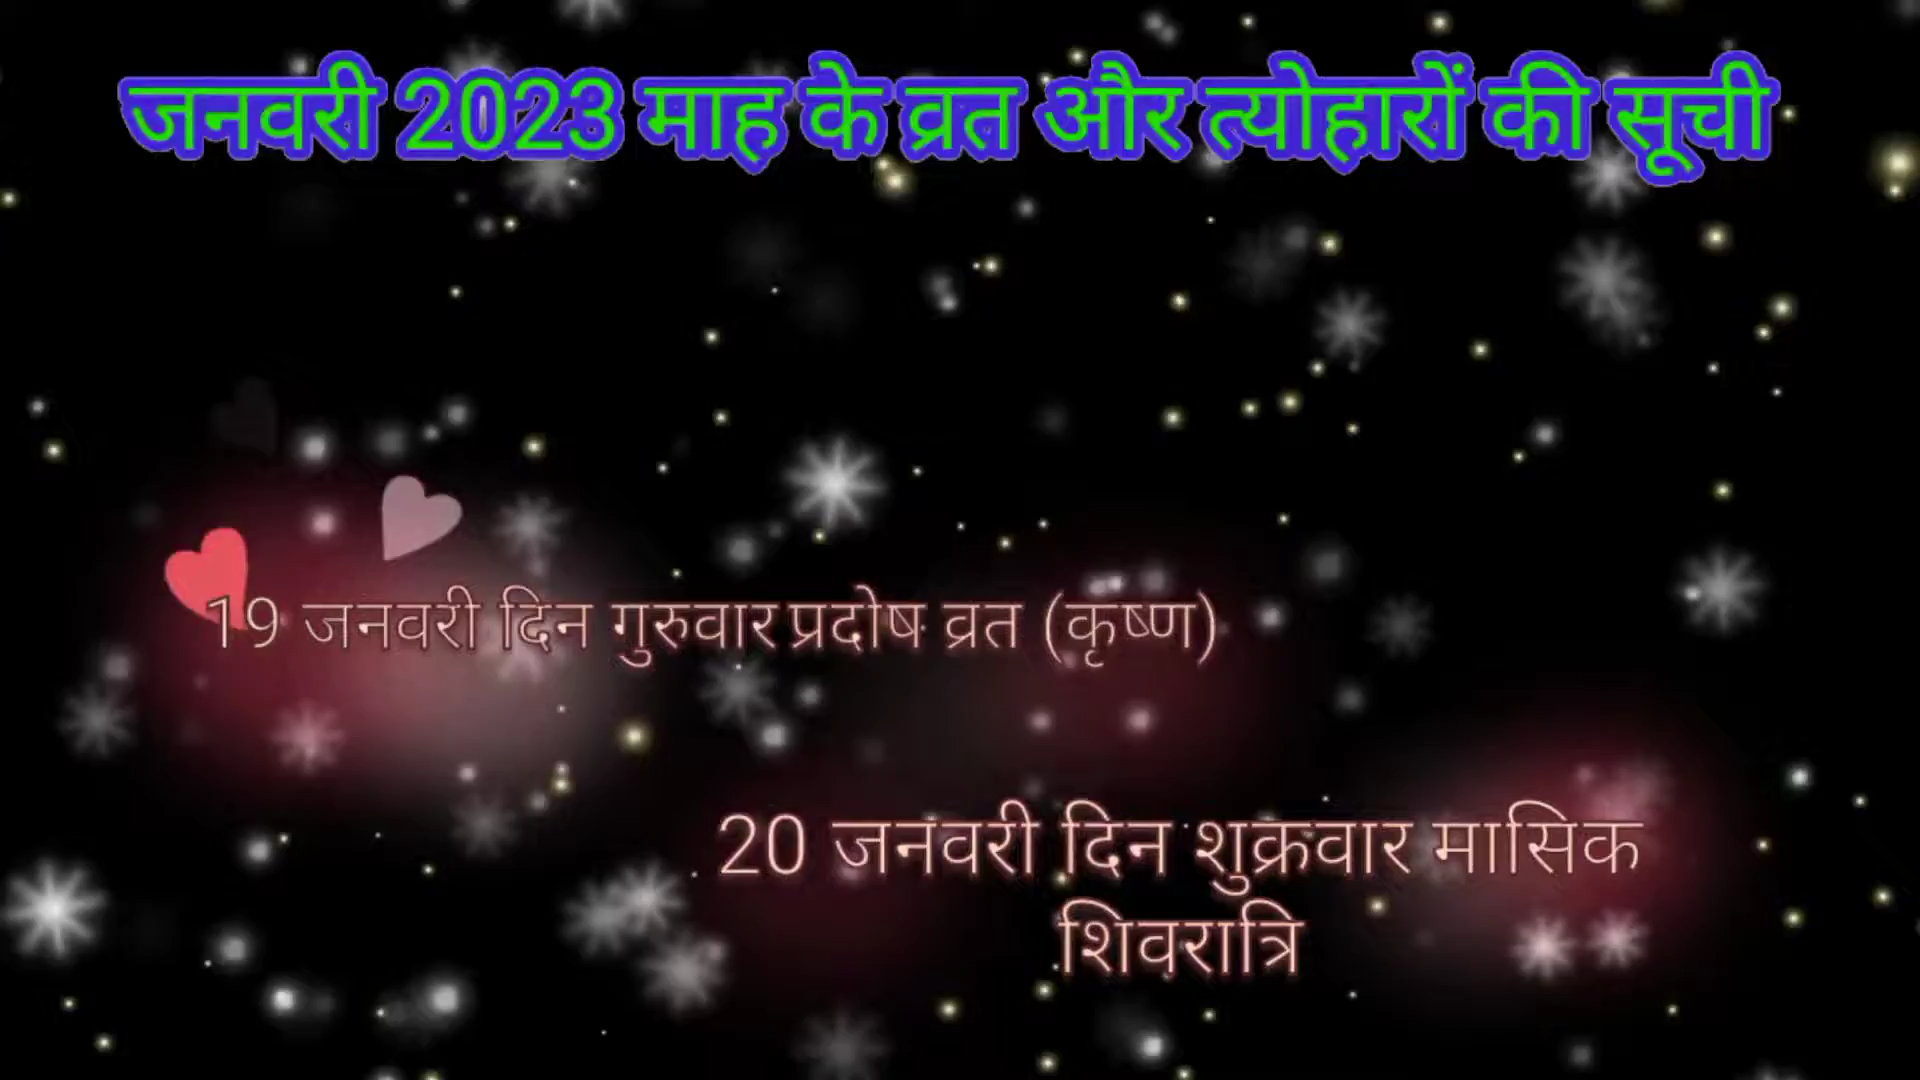 जनवरी 2023 माह के व्रत और त्योहारों की सूची
19 जनवरी दिन गुरुवार प्रदोष व्रत (कृष्ण)
20 जनवरी दिन शुक्रवार मासिक
शिवरात्रि